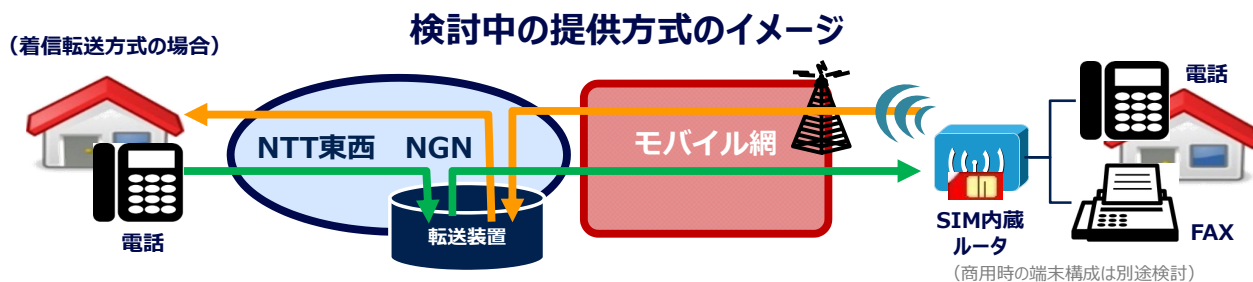 検討中の提供方式のイメージ
（着信転送方式の場合）
電話
NTT東西 NGN
モバイル網
転送装置
電話
SIM内蔵
ルータ
FAX
（商用時の端末構成は別途検討）